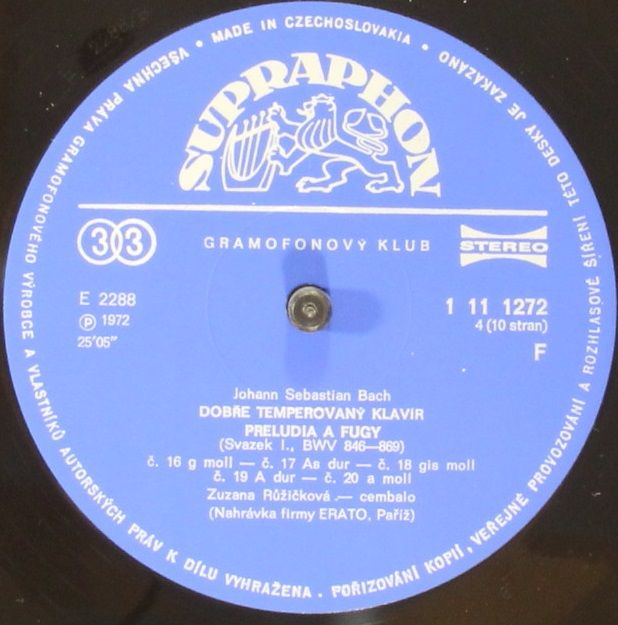 VŠECHNA PRÁVA GRAMOFONOVÉHO VÝROBCE A VLASTNÍKŮ AUTORSKÝCH PRÁV K DÍLU VYHRAŽENA. POŘIZOVÁNÍ KOPIÍ, VEŘEJNÉ PROVOZOVÁNÍ A ROZHLASOVÉ ŠÍŘENÍ TÉTO DESKY JE ZAKÁZÁNO • MADE IN CZECHOSLOVAKIA •
SUPRAPHON
33
GRAMOFONOVÝ KLUB
STEREO
E 2288
Ⓟ 1972
25'05"
1 11 1272
4 (10 stran)
F
Johann Sebastian Bach
DOBŘE TEMPEROVANÝ KLAVÍR
PRELUDIA A FUGY
(Svazek I., BWV 846—869)
č. 16 g moll — č. 17 As dur — č. 18 gis moll
č. 19 A dur — č. 20 a moll
Zuzana Růžičková — cembalo
(Nahrávka firmy ERATO, Paříž)